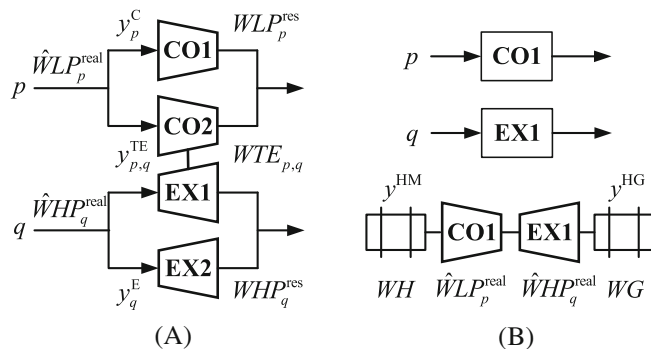 y_p^C
CO1
WLP_p^res
ŴLP_p^real
p
CO2
y_{p,q}^TE
WTE_{p,q}
EX1
ŴHP_q^real
q
EX2
y_q^E
WHP_q^res
(A)
p
CO1
q
EX1
y^HM
y^HG
CO1
EX1
WH
ŴLP_p^real
ŴHP_q^real
WG
(B)